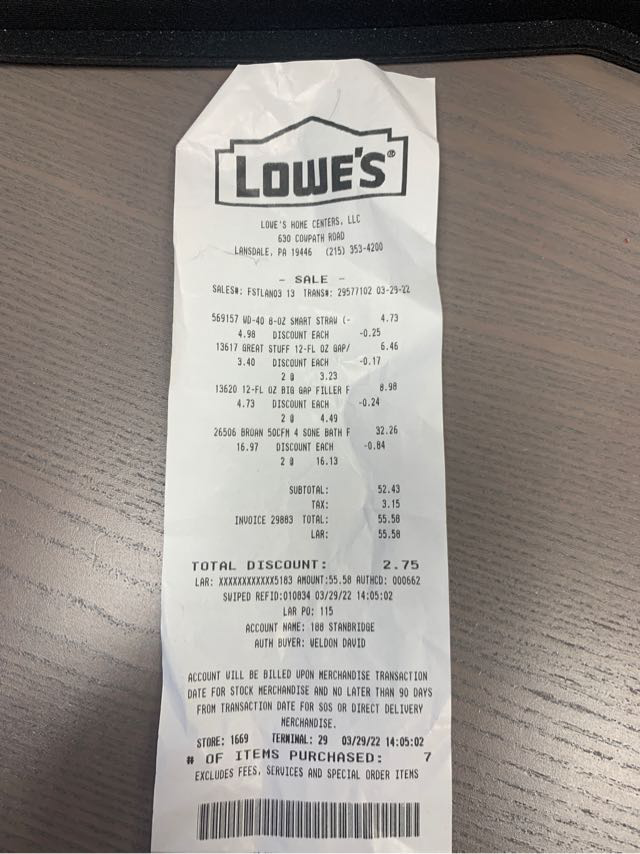 LOWE'S®
LOWE'S HOME CENTERS, LLC
630 COWPATH ROAD
LANSDALE, PA 19446 (215) 353-4200
- SALE -
SALES#: FSTLANO3 13 TRANS#: 29577102 03-29-22
569157 WD-40 8-OZ SMART STRAW (- 4.73
4.98 DISCOUNT EACH -0.25
13617 GREAT STUFF 12-FL OZ GAP/ 6.46
3.40 DISCOUNT EACH -0.17
2 @ 3.23
13620 12-FL OZ BIG GAP FILLER F 8.98
4.73 DISCOUNT EACH -0.24
2 @ 4.49
26506 BROAN 50CFM 4 SONE BATH F 32.26
16.97 DISCOUNT EACH -0.84
2 @ 16.13
SUBTOTAL: 52.43
TAX: 3.15
INVOICE 29883 TOTAL: 55.58
LAR: 55.58
TOTAL DISCOUNT: 2.75
LAR: XXXXXXXXXXXX5183 AMOUNT:55.58 AUTHCD: 000662
SWIPED REFID:010834 03/29/22 14:05:02
LAR PO: 115
ACCOUNT NAME: 188 STANBRIDGE
AUTH BUYER: WELDON DAVID
ACCOUNT WILL BE BILLED UPON MERCHANDISE TRANSACTION
DATE FOR STOCK MERCHANDISE AND NO LATER THAN 90 DAYS
FROM TRANSACTION DATE FOR SOS OR DIRECT DELIVERY
MERCHANDISE.
STORE: 1669 TERMINAL: 29 03/29/22 14:05:02
# OF ITEMS PURCHASED: 7
EXCLUDES FEES, SERVICES AND SPECIAL ORDER ITEMS